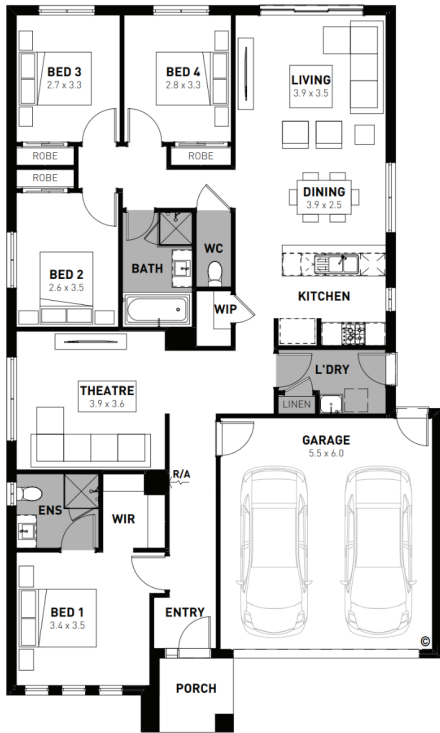 BED 3
2.7 x 3.3
BED 4
2.8 x 3.3
LIVING
3.9 x 3.5
ROBE
ROBE
ROBE
DINING
3.9 x 2.5
BED 2
2.6 x 3.5
BATH
WC
KITCHEN
WIP
L'DRY
LINEN
THEATRE
3.9 x 3.6
GARAGE
5.5 x 6.0
R/A
ENS
WIR
BED 1
3.4 x 3.5
ENTRY
©
PORCH